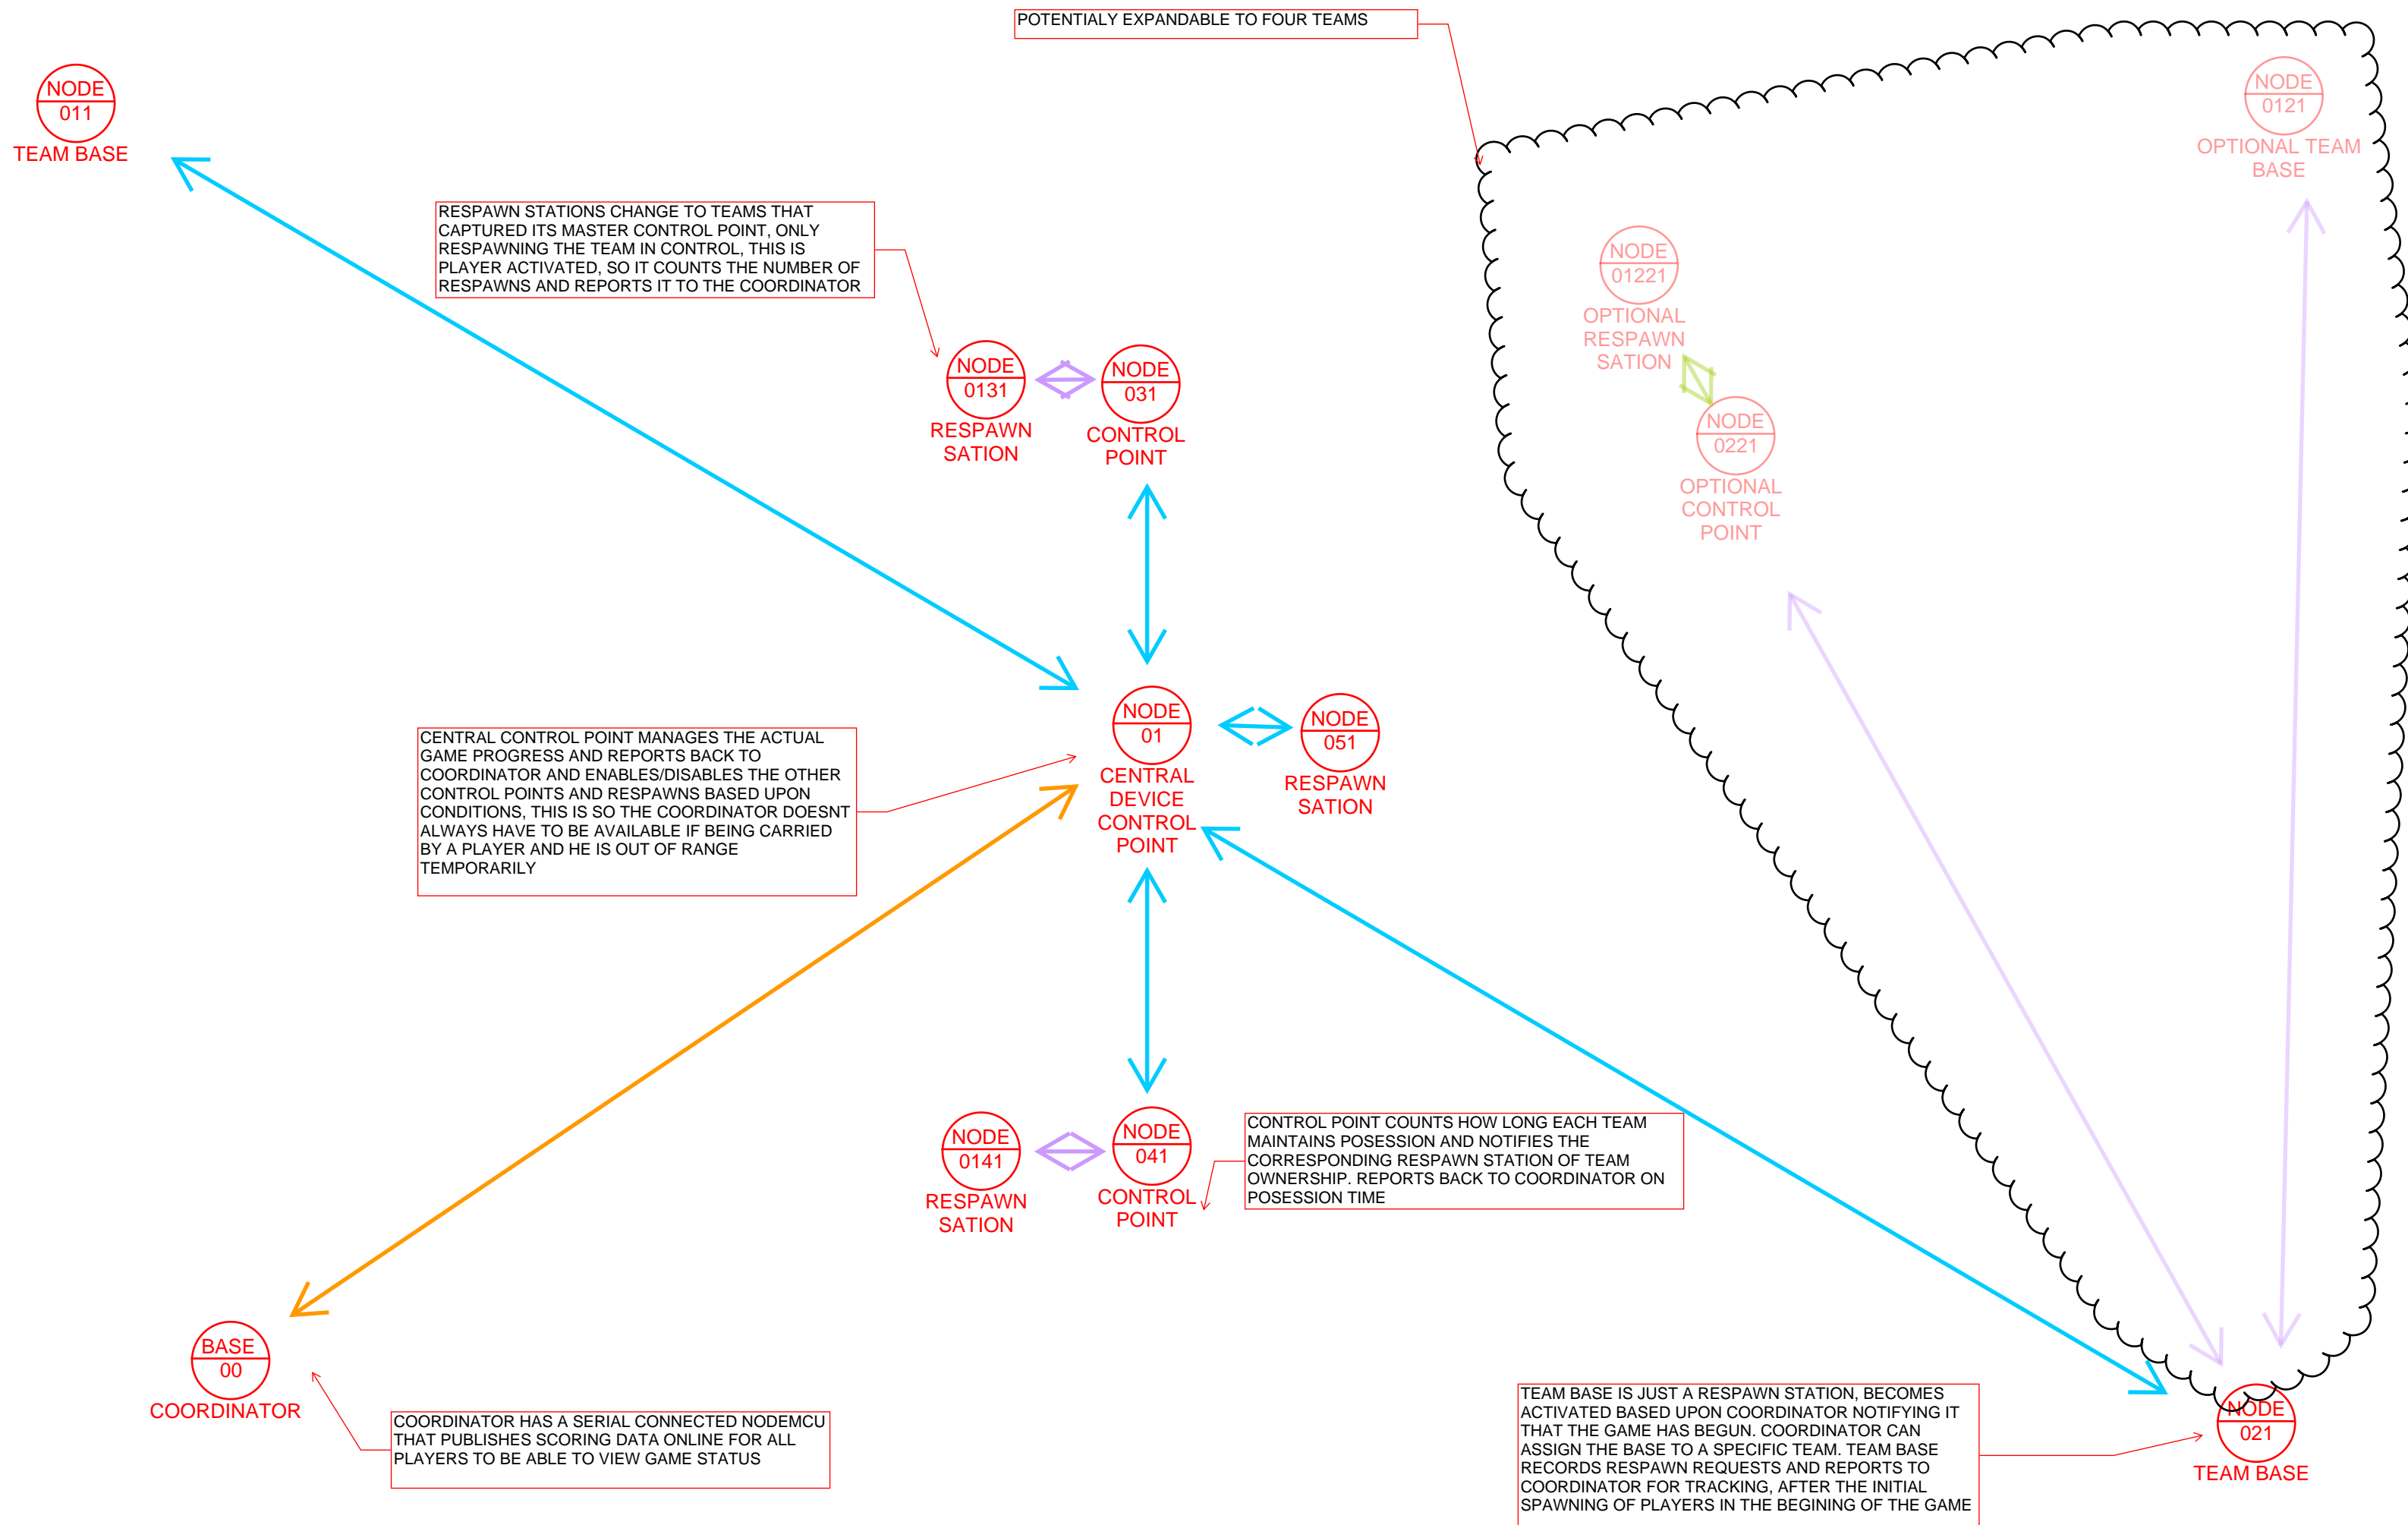 POTENTIALY EXPANDABLE TO FOUR TEAMS
NODE
011
TEAM BASE
NODE
0121
OPTIONAL TEAM
BASE
RESPAWN STATIONS CHANGE TO TEAMS THAT
CAPTURED ITS MASTER CONTROL POINT, ONLY
RESPAWNING THE TEAM IN CONTROL, THIS IS
PLAYER ACTIVATED, SO IT COUNTS THE NUMBER OF
RESPAWNS AND REPORTS IT TO THE COORDINATOR
NODE
01221
OPTIONAL
RESPAWN
SATION
NODE
0131
RESPAWN
SATION
NODE
031
CONTROL
POINT
NODE
0221
OPTIONAL
CONTROL
POINT
CENTRAL CONTROL POINT MANAGES THE ACTUAL
GAME PROGRESS AND REPORTS BACK TO
COORDINATOR AND ENABLES/DISABLES THE OTHER
CONTROL POINTS AND RESPAWNS BASED UPON
CONDITIONS, THIS IS SO THE COORDINATOR DOESNT
ALWAYS HAVE TO BE AVAILABLE IF BEING CARRIED
BY A PLAYER AND HE IS OUT OF RANGE
TEMPORARILY
NODE
01
CENTRAL
DEVICE
CONTROL
POINT
NODE
051
RESPAWN
SATION
NODE
0141
RESPAWN
SATION
NODE
041
CONTROL
POINT
CONTROL POINT COUNTS HOW LONG EACH TEAM
MAINTAINS POSESSION AND NOTIFIES THE
CORRESPONDING RESPAWN STATION OF TEAM
OWNERSHIP. REPORTS BACK TO COORDINATOR ON
POSESSION TIME
BASE
00
COORDINATOR
COORDINATOR HAS A SERIAL CONNECTED NODEMCU
THAT PUBLISHES SCORING DATA ONLINE FOR ALL
PLAYERS TO BE ABLE TO VIEW GAME STATUS
TEAM BASE IS JUST A RESPAWN STATION, BECOMES
ACTIVATED BASED UPON COORDINATOR NOTIFYING IT
THAT THE GAME HAS BEGUN. COORDINATOR CAN
ASSIGN THE BASE TO A SPECIFIC TEAM. TEAM BASE
RECORDS RESPAWN REQUESTS AND REPORTS TO
COORDINATOR FOR TRACKING, AFTER THE INITIAL
SPAWNING OF PLAYERS IN THE BEGINING OF THE GAME
NODE
021
TEAM BASE